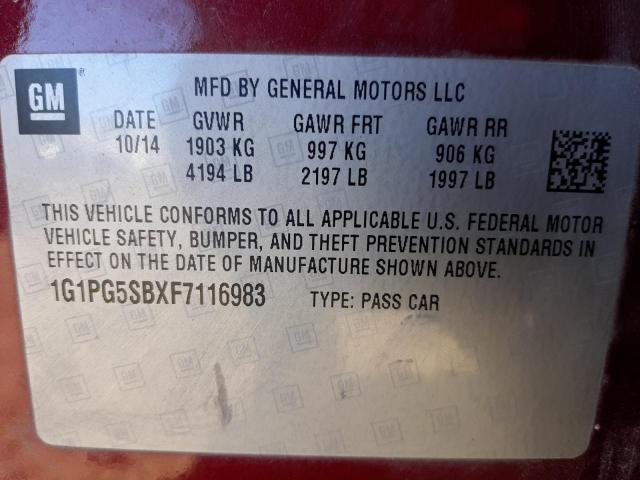 GM
MFD BY GENERAL MOTORS LLC
DATE GVWR GAWR FRT GAWR RR
10/14 1903 KG 997 KG 906 KG
4194 LB 2197 LB 1997 LB
THIS VEHICLE CONFORMS TO ALL APPLICABLE U.S. FEDERAL MOTOR
VEHICLE SAFETY, BUMPER, AND THEFT PREVENTION STANDARDS IN
EFFECT ON THE DATE OF MANUFACTURE SHOWN ABOVE.
1G1PG5SBXF7116983 TYPE: PASS CAR